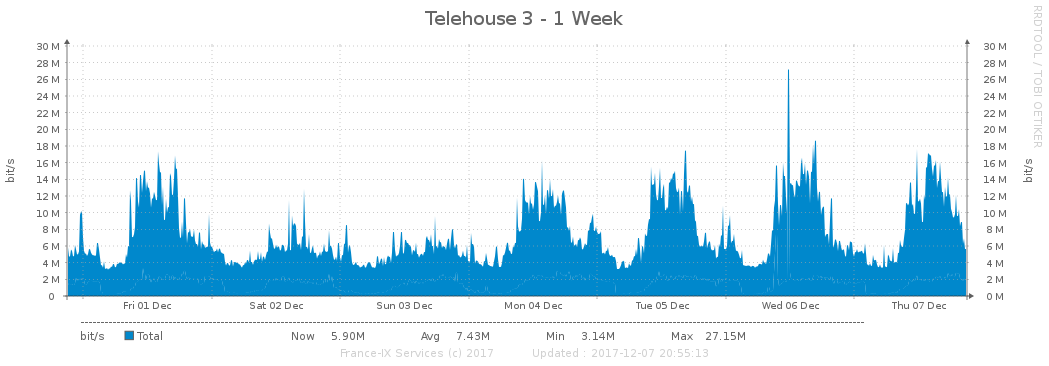 Telehouse 3 - 1 Week
RRDTOOL / TOBI OETIKER
30 M 30 M
28 M 28 M
26 M 26 M
24 M 24 M
22 M 22 M
20 M 20 M
18 M 18 M
16 M 16 M
14 M 14 M
12 M 12 M
10 M 10 M
8 M 8 M
6 M 6 M
4 M 4 M
2 M 2 M
0 0 M
bit/s bit/s
Fri 01 Dec Sat 02 Dec Sun 03 Dec Mon 04 Dec Tue 05 Dec Wed 06 Dec Thu 07 Dec
bit/s Total Now 5.90M Avg 7.43M Min 3.14M Max 27.15M
France-IX Services (c) 2017 Updated : 2017-12-07 20:55:13